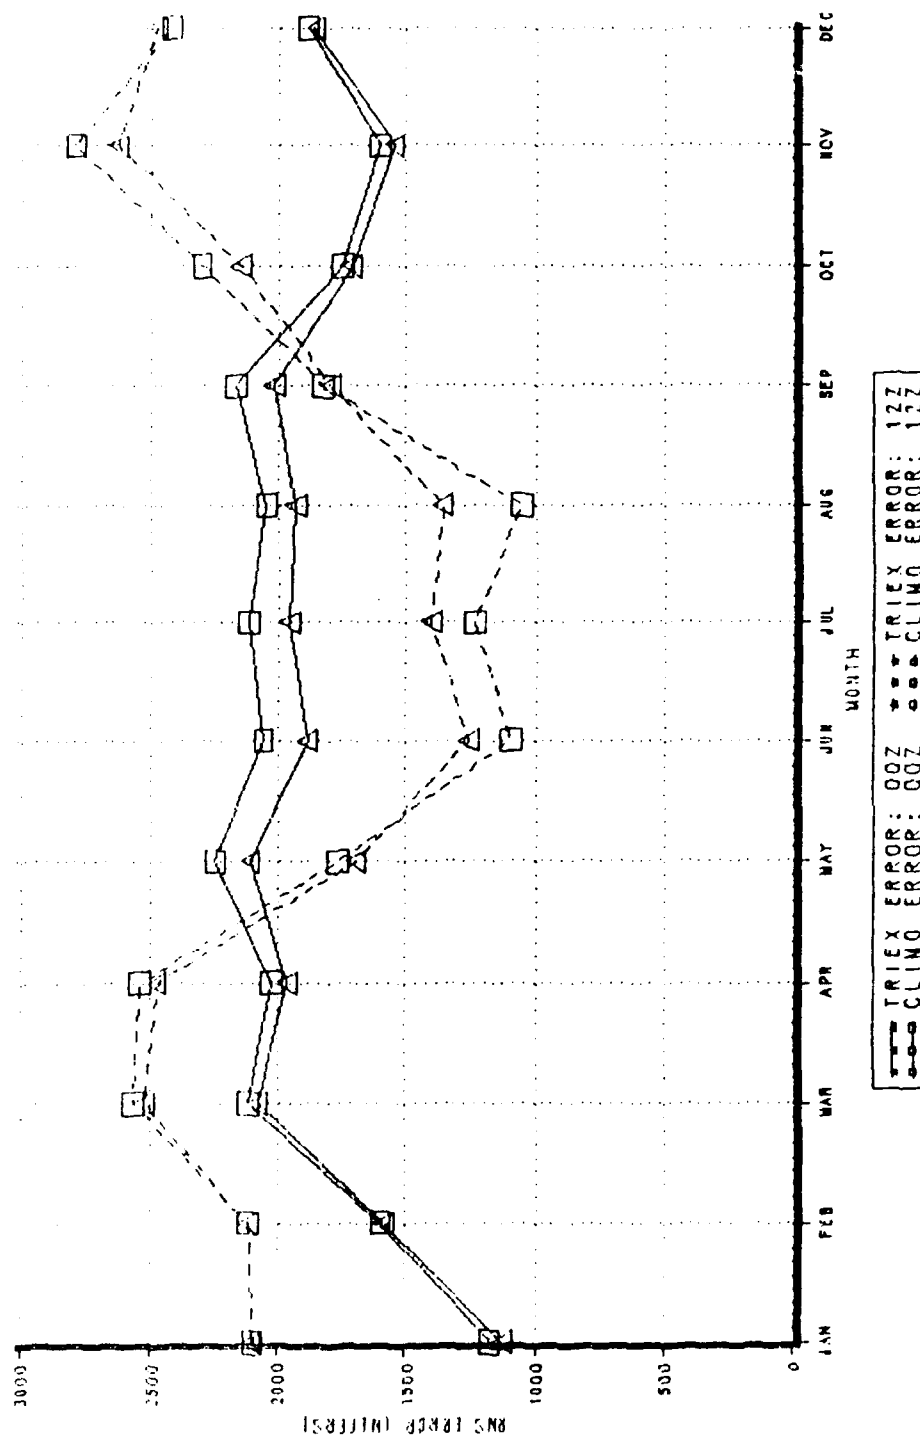 3000
2500
2000
1500
1000
500
0
RMS ERROR (METERS)
JAN FEB MAR APR MAY JUN JUL AUG SEP OCT NOV DEC
MONTH
TRIEX ERROR: 00Z TRIEX ERROR: 12Z
CLIMO ERROR: 00Z CLIMO ERROR: 12Z